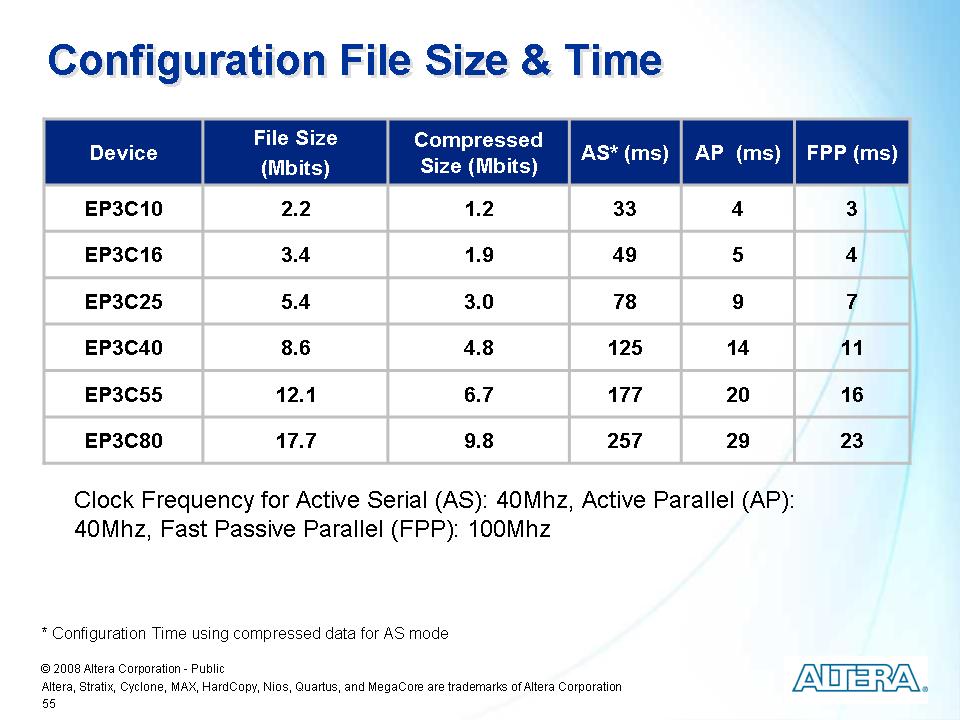 Configuration File Size & Time
Device File Size (Mbits) Compressed Size (Mbits) AS* (ms) AP (ms) FPP (ms)
EP3C10 2.2 1.2 33 4 3
EP3C16 3.4 1.9 49 5 4
EP3C25 5.4 3.0 78 9 7
EP3C40 8.6 4.8 125 14 11
EP3C55 12.1 6.7 177 20 16
EP3C80 17.7 9.8 257 29 23
Clock Frequency for Active Serial (AS): 40Mhz, Active Parallel (AP):
40Mhz, Fast Passive Parallel (FPP): 100Mhz
* Configuration Time using compressed data for AS mode
© 2008 Altera Corporation - Public
Altera, Stratix, Cyclone, MAX, HardCopy, Nios, Quartus, and MegaCore are trademarks of Altera Corporation
55
ALTERA®